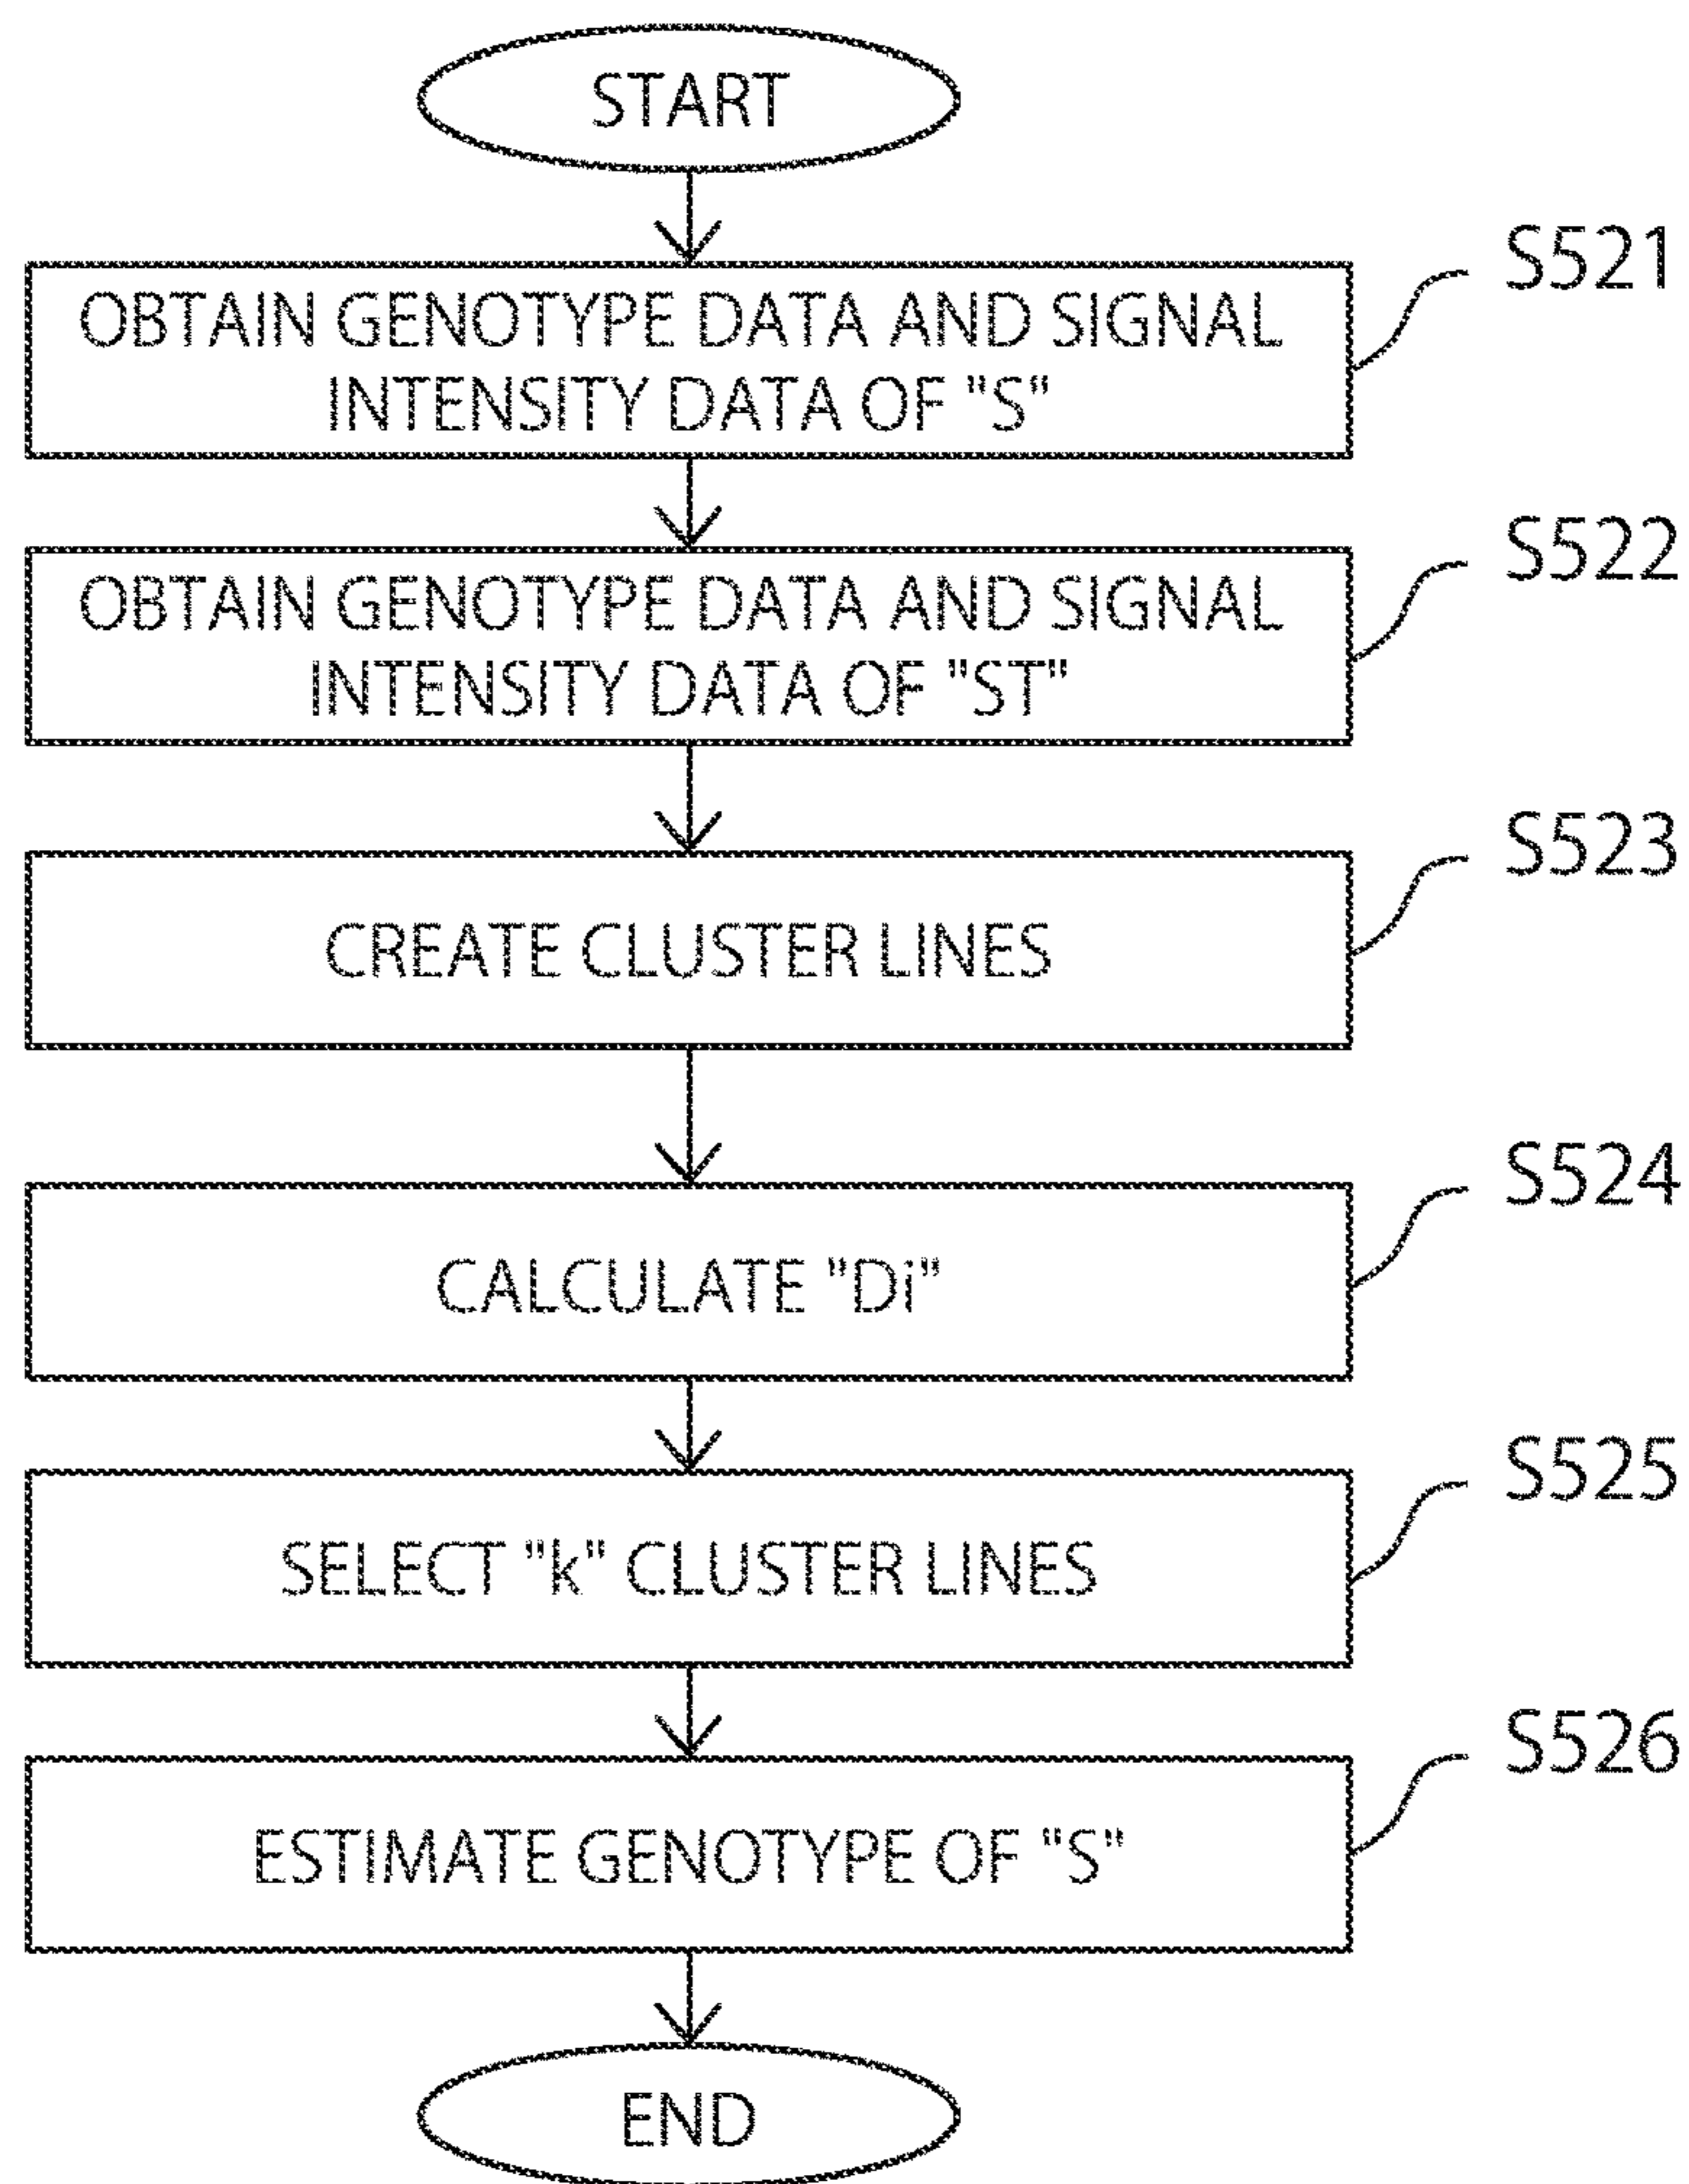 START
S521
OBTAIN GENOTYPE DATA AND SIGNAL
INTENSITY DATA OF "S"
S522
OBTAIN GENOTYPE DATA AND SIGNAL
INTENSITY DATA OF "ST"
S523
CREATE CLUSTER LINES
S524
CALCULATE "Di"
S525
SELECT "k" CLUSTER LINES
S526
ESTIMATE GENOTYPE OF "S"
END